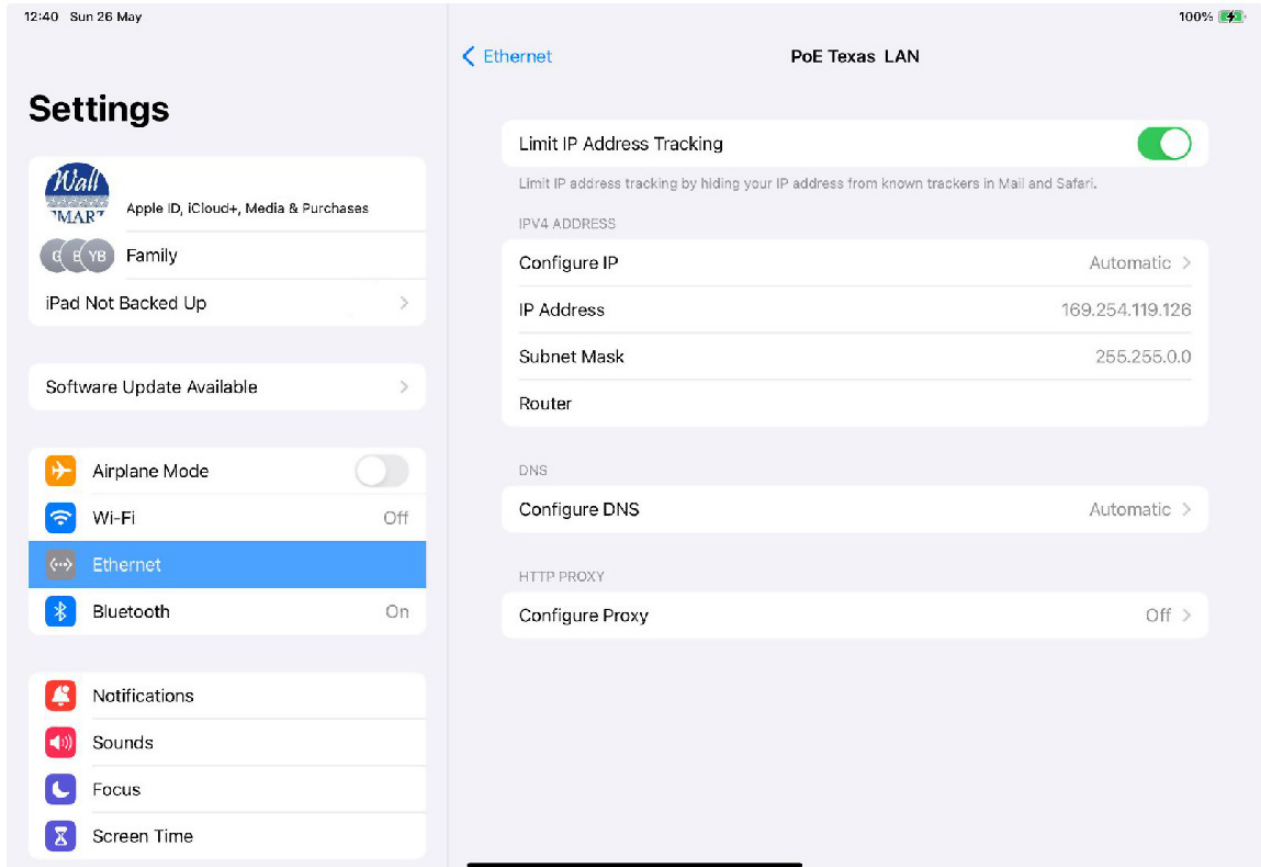 12:40 Sun 26 May
100%
Settings
Wall
SMART
Apple ID, iCloud+, Media & Purchases
YB
Family
iPad Not Backed Up
Software Update Available
Airplane Mode
Wi-Fi Off
Ethernet
Bluetooth On
Notifications
Sounds
Focus
Screen Time
Ethernet
PoE Texas LAN
Limit IP Address Tracking
Limit IP address tracking by hiding your IP address from known trackers in Mail and Safari.
IPV4 ADDRESS
Configure IP Automatic
IP Address 169.254.119.126
Subnet Mask 255.255.0.0
Router
DNS
Configure DNS Automatic
HTTP PROXY
Configure Proxy Off